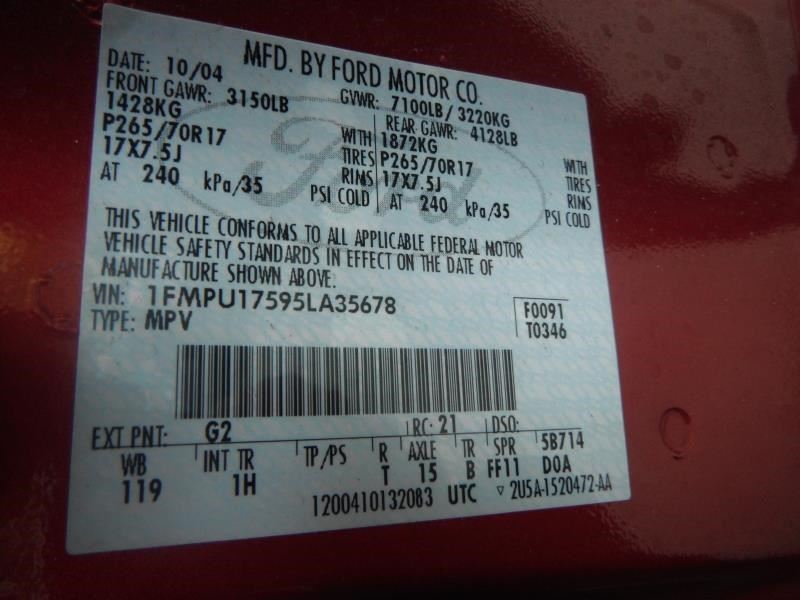 MFD. BY FORD MOTOR CO.
DATE: 10/04 GVWR: 7100LB / 3220KG
FRONT GAWR: 3150LB REAR GAWR: 4128LB
1428KG WITH 1872KG WITH
P265/70R17 TIRES P265/70R17 TIRES
17X7.5J RIMS 17X7.5J RIMS
AT 240 kPa/35 PSI COLD AT 240 kPa/35 PSI COLD
Ford
THIS VEHICLE CONFORMS TO ALL APPLICABLE FEDERAL MOTOR
VEHICLE SAFETY STANDARDS IN EFFECT ON THE DATE OF
MANUFACTURE SHOWN ABOVE.
VIN: 1FMPU17595LA35678 F0091
TYPE: MPV T0346
EXT PNT: G2 RC: 21 DSO:
WB INT TR TP/PS R AXLE TR SPR 5B714
119 1H T 15 B FF11 DOA
1200410132083 UTC ▽ 2U5A-1520472-AA